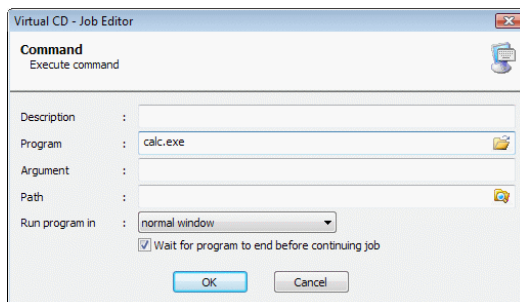 Virtual CD - Job Editor
Command
Execute command
Description :
Program : calc.exe
Argument :
Path :
Run program in : normal window
Wait for program to end before continuing job
OK Cancel